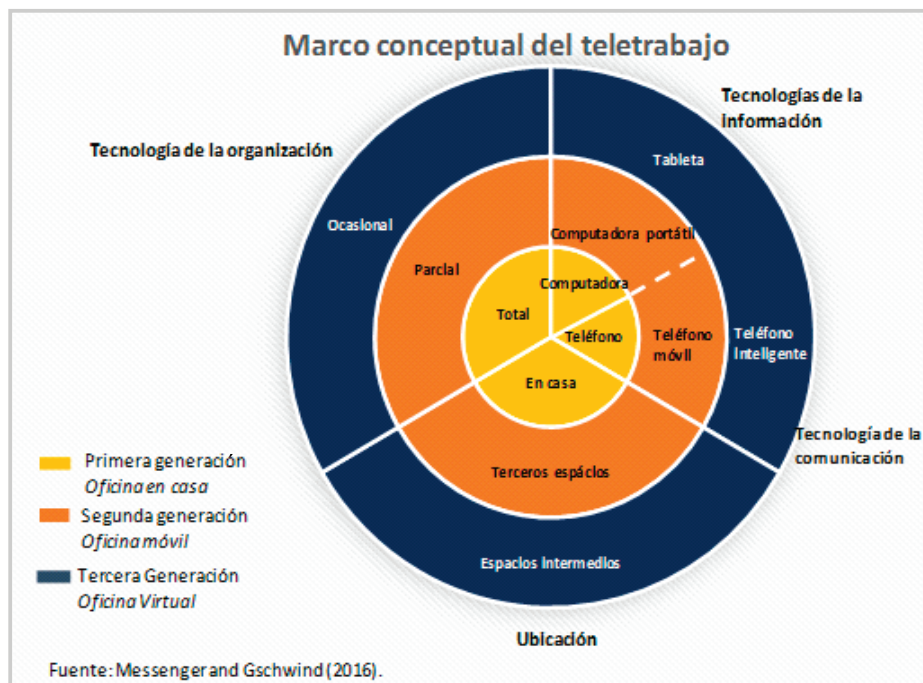 Marco conceptual del teletrabajo
Tecnologías de la
Información
Tecnología de la organización
Tableta
Ocasional
Computadora portátil
Parcial
Computadora
Total
Teléfono
Teléfono
móvil
Teléfono
Inteligente
En casa
Tecnología de la
comunicación
Terceros espácios
Espacios Intermedios
Ubicación
Primera generación
Oficina en casa
Segunda generación
Oficina móvil
Tercera Generación
Oficina Virtual
Fuente: Messenger and Gschwind (2016).